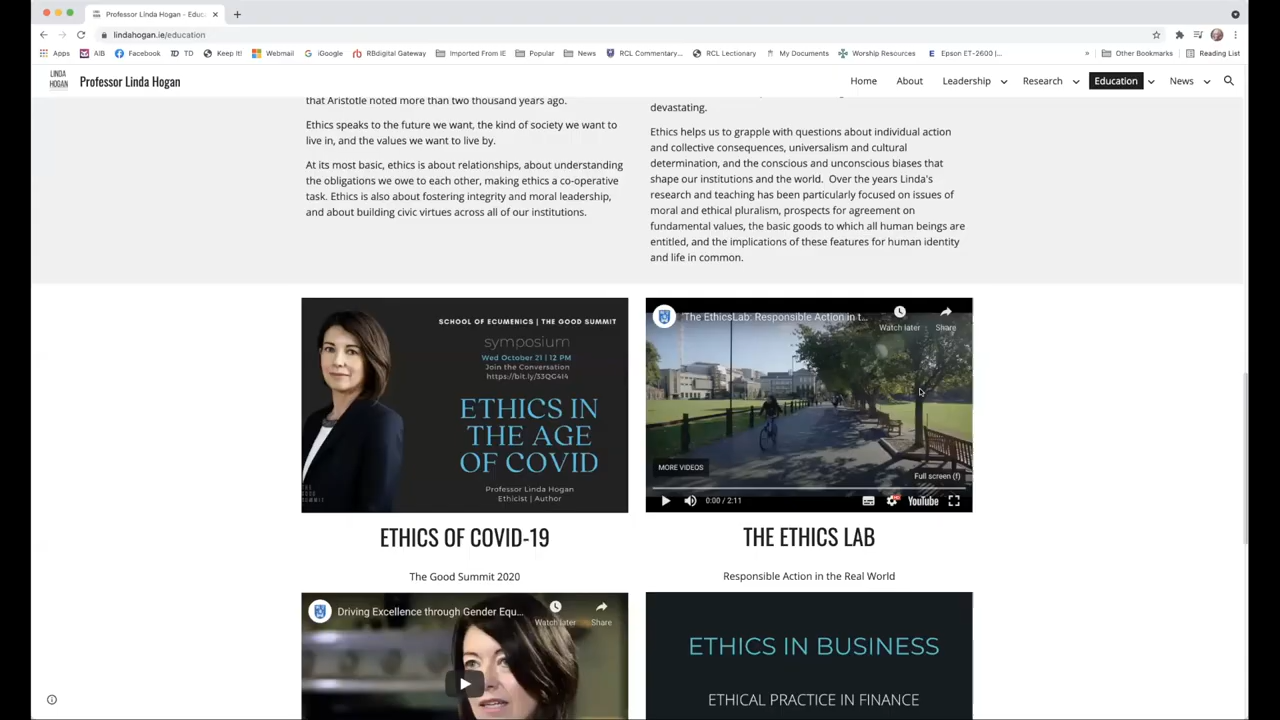 Professor Linda Hogan - Educ
lindahogan.ie/education
Apps
AIB
Facebook
TD
Keep It!
Webmail
iGoogle
RBdigital Gateway
Imported From IE
Popular
News
RCL Commentary...
RCL Lectionary
My Documents
Worship Resources
Epson ET-2600 |...
»
Other Bookmarks
Reading List
LINDA
HOGAN
Professor Linda Hogan
Home
About
Leadership
Research
Education
News
that Aristotle noted more than two thousand years ago.
Ethics speaks to the future we want, the kind of society we want to
live in, and the values we want to live by.
At its most basic, ethics is about relationships, about understanding
the obligations we owe to each other, making ethics a co-operative
task. Ethics is also about fostering integrity and moral leadership,
and about building civic virtues across all of our institutions.
devastating.
Ethics helps us to grapple with questions about individual action
and collective consequences, universalism and cultural
determination, and the conscious and unconscious biases that
shape our institutions and the world. Over the years Linda's
research and teaching has been particularly focused on issues of
moral and ethical pluralism, prospects for agreement on
fundamental values, the basic goods to which all human beings are
entitled, and the implications of these features for human identity
and life in common.
SCHOOL OF ECUMENICS | THE GOOD SUMMIT
symposium
Wed October 21 | 12 PM
Join the Conversation
https://bit.ly/33QG4I4
ETHICS IN
THE AGE
OF COVID
Professor Linda Hogan
Ethicist | Author
THE
GOOD
SUMMIT
The EthicsLab: Responsible Action in t...
Watch later
Share
MORE VIDEOS
Full screen (f)
0:00 / 2:11
YouTube
ETHICS OF COVID-19
The Good Summit 2020
THE ETHICS LAB
Responsible Action in the Real World
Driving Excellence through Gender Equ...
Watch later
Share
ETHICS IN BUSINESS
ETHICAL PRACTICE IN FINANCE